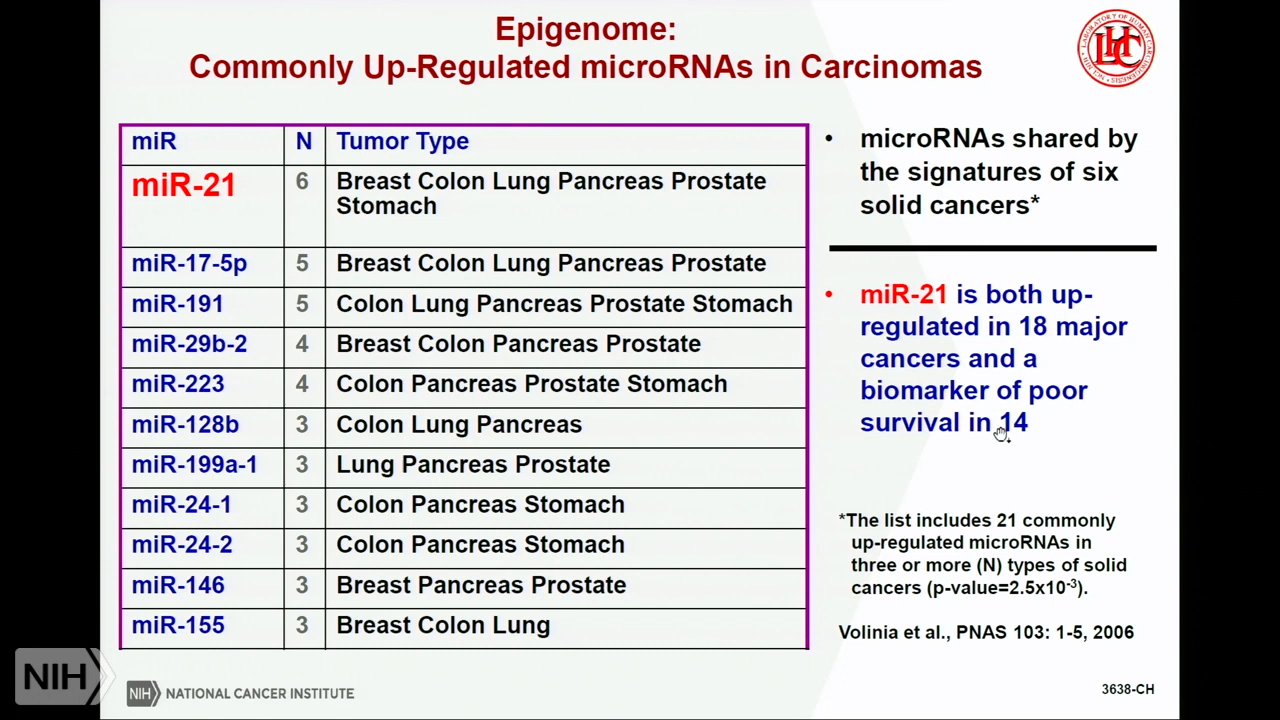 Epigenome:
Commonly Up-Regulated microRNAs in Carcinomas
LABORATORY OF HUMAN CARCINOGENESIS
NCI, NIH
LHC
miR N Tumor Type
miR-21 6 Breast Colon Lung Pancreas Prostate
Stomach
miR-17-5p 5 Breast Colon Lung Pancreas Prostate
miR-191 5 Colon Lung Pancreas Prostate Stomach
miR-29b-2 4 Breast Colon Pancreas Prostate
miR-223 4 Colon Pancreas Prostate Stomach
miR-128b 3 Colon Lung Pancreas
miR-199a-1 3 Lung Pancreas Prostate
miR-24-1 3 Colon Pancreas Stomach
miR-24-2 3 Colon Pancreas Stomach
miR-146 3 Breast Pancreas Prostate
miR-155 3 Breast Colon Lung
• microRNAs shared by
the signatures of six
solid cancers*
• miR-21 is both up-
regulated in 18 major
cancers and a
biomarker of poor
survival in 14
*The list includes 21 commonly
up-regulated microRNAs in
three or more (N) types of solid
cancers (p-value=2.5x10⁻³).
Volinia et al., PNAS 103: 1-5, 2006
NIH
NIH NATIONAL CANCER INSTITUTE
3638-CH